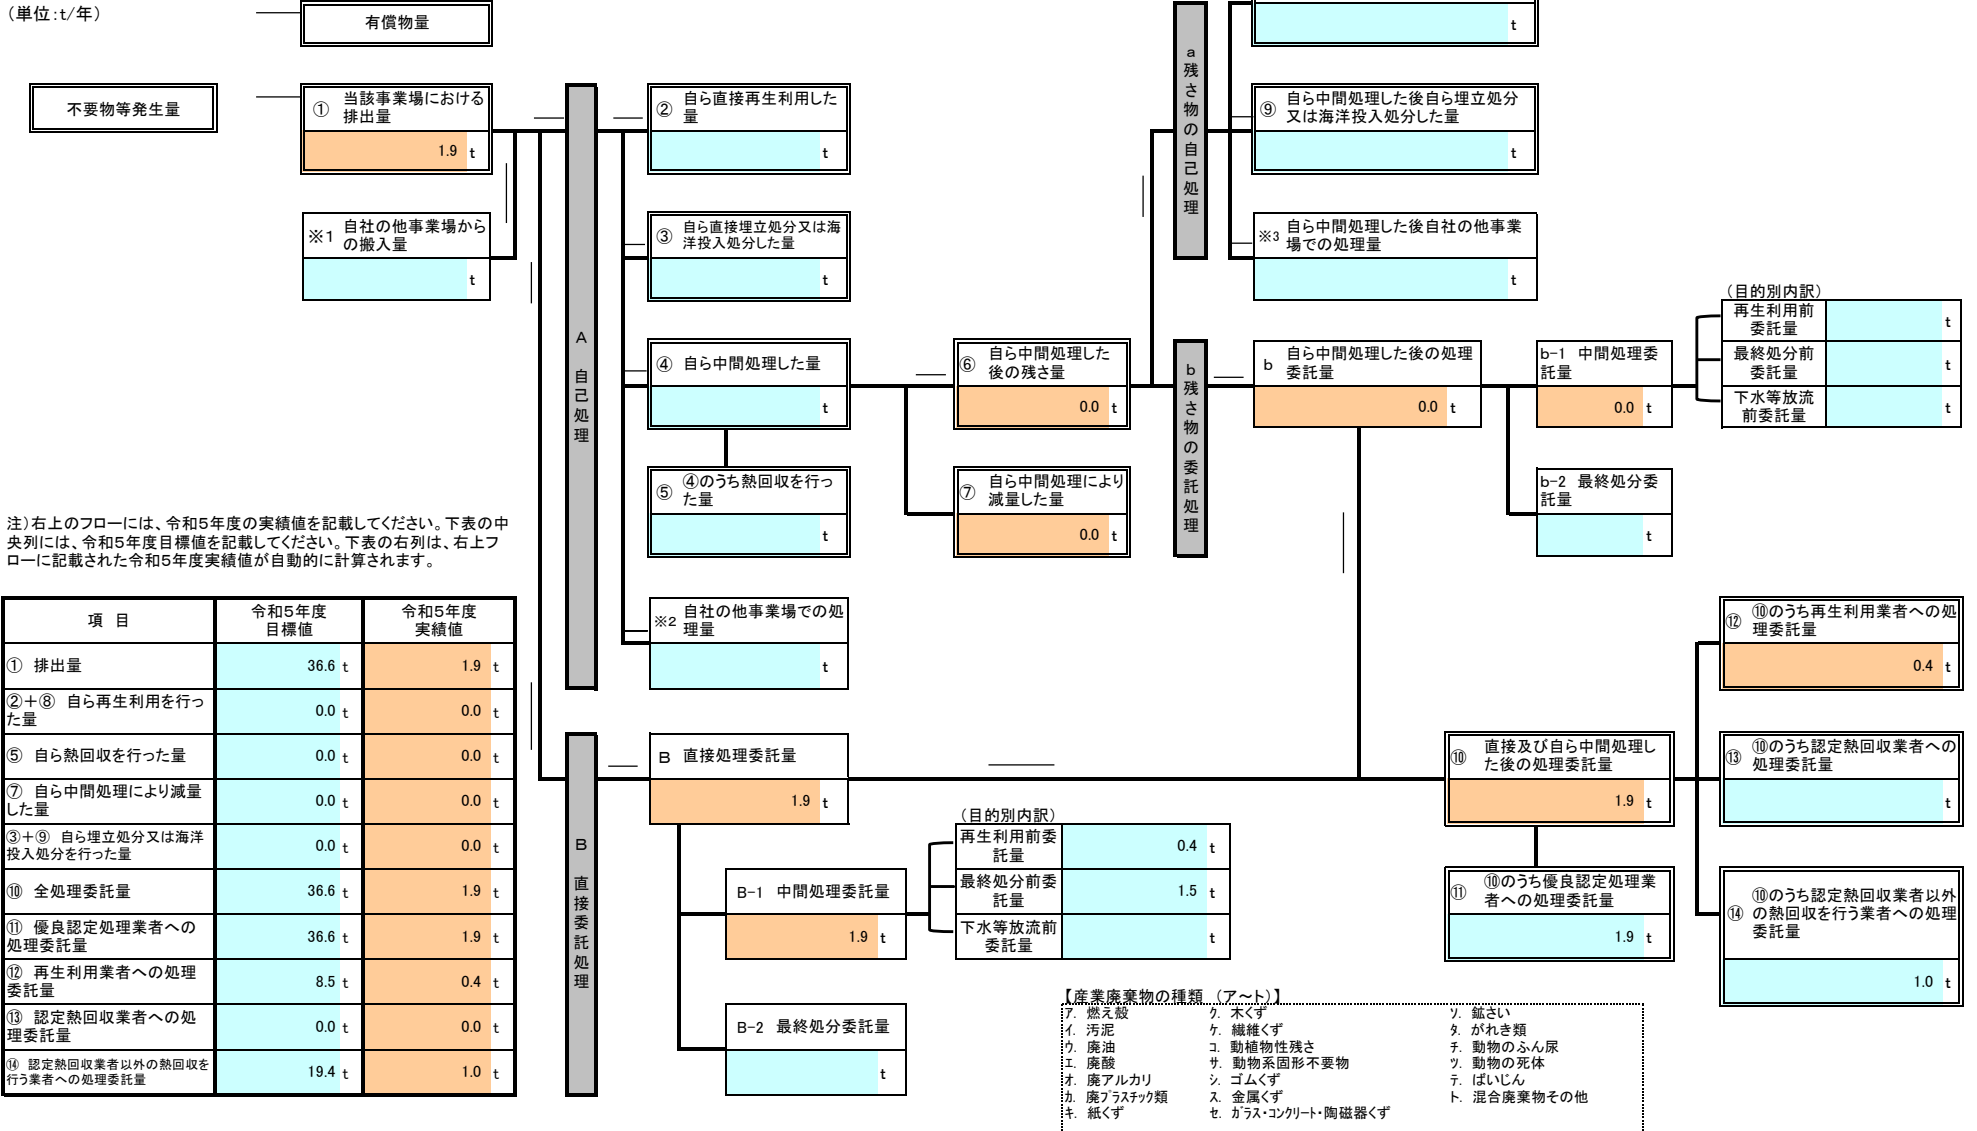 （単位：t/年）
有償物量
t
不要物等発生量
① 当該事業場における
排出量
1.9 t
※1 自社の他事業場から
の搬入量
t
A 自己処理
② 自ら直接再生利用した
量
t
③ 自ら直接埋立処分又は海
洋投入処分した量
t
④ 自ら中間処理した量
t
⑤ ④のうち熱回収を行っ
た量
t
※2 自社の他事業場での処
理量
t
⑥ 自ら中間処理した
後の残さ量
0.0 t
⑦ 自ら中間処理により
減量した量
0.0 t
a 残さ物の自己処理
⑨ 自ら中間処理した後自ら埋立処分
又は海洋投入処分した量
t
※3 自ら中間処理した後自社の他事業
場での処理量
t
b 残さ物の委託処理
b 自ら中間処理した後の処理
委託量
0.0 t
b-1 中間処理委
託量
0.0 t
b-2 最終処分委
託量
t
（目的別内訳）
再生利用前
委託量
t
最終処分前
委託量
t
下水等放流
前委託量
t
注）右上のフローには、令和5年度の実績値を記載してください。下表の中
央列には、令和5年度目標値を記載してください。下表の右列は、右上フ
ローに記載された令和5年度実績値が自動的に計算されます。
項 目
令和5年度
目標値
令和5年度
実績値
① 排出量 36.6 t 1.9 t
②＋⑧ 自ら再生利用を行っ
た量 0.0 t 0.0 t
⑤ 自ら熱回収を行った量 0.0 t 0.0 t
⑦ 自ら中間処理により減量
した量 0.0 t 0.0 t
③＋⑨ 自ら埋立処分又は海洋
投入処分を行った量 0.0 t 0.0 t
⑩ 全処理委託量 36.6 t 1.9 t
⑪ 優良認定処理業者への
処理委託量 36.6 t 1.9 t
⑫ 再生利用業者への処理
委託量 8.5 t 0.4 t
⑬ 認定熱回収業者への処
理委託量 0.0 t 0.0 t
⑭ 認定熱回収業者以外の熱回収を
行う業者への処理委託量 19.4 t 1.0 t
B 直接委託処理
B 直接処理委託量
1.9 t
B-1 中間処理委託量
1.9 t
B-2 最終処分委託量
t
（目的別内訳）
再生利用前委
託量
0.4 t
最終処分前委
託量
1.5 t
下水等放流前
委託量
t
⑩ 直接及び自ら中間処理し
た後の処理委託量
1.9 t
⑪ ⑩のうち優良認定処理業
者への処理委託量
1.9 t
⑫ ⑩のうち再生利用業者への処
理委託量
0.4 t
⑬ ⑩のうち認定熱回収業者への
処理委託量
t
⑭ ⑩のうち認定熱回収業者以外
の熱回収を行う業者への処理
委託量
1.0 t
【産業廃棄物の種類 （ア～ト）】
ア. 燃え殻
イ. 汚泥
ウ. 廃油
エ. 廃酸
オ. 廃アルカリ
カ. 廃プラスチック類
キ. 紙くず
ク. 木くず
ケ. 繊維くず
コ. 動植物性残さ
サ. 動物系固形不要物
シ. ゴムくず
ス. 金属くず
セ. ガラス・コンクリート・陶磁器くず
ソ. 鉱さい
タ. がれき類
チ. 動物のふん尿
ツ. 動物の死体
テ. ばいじん
ト. 混合廃棄物その他